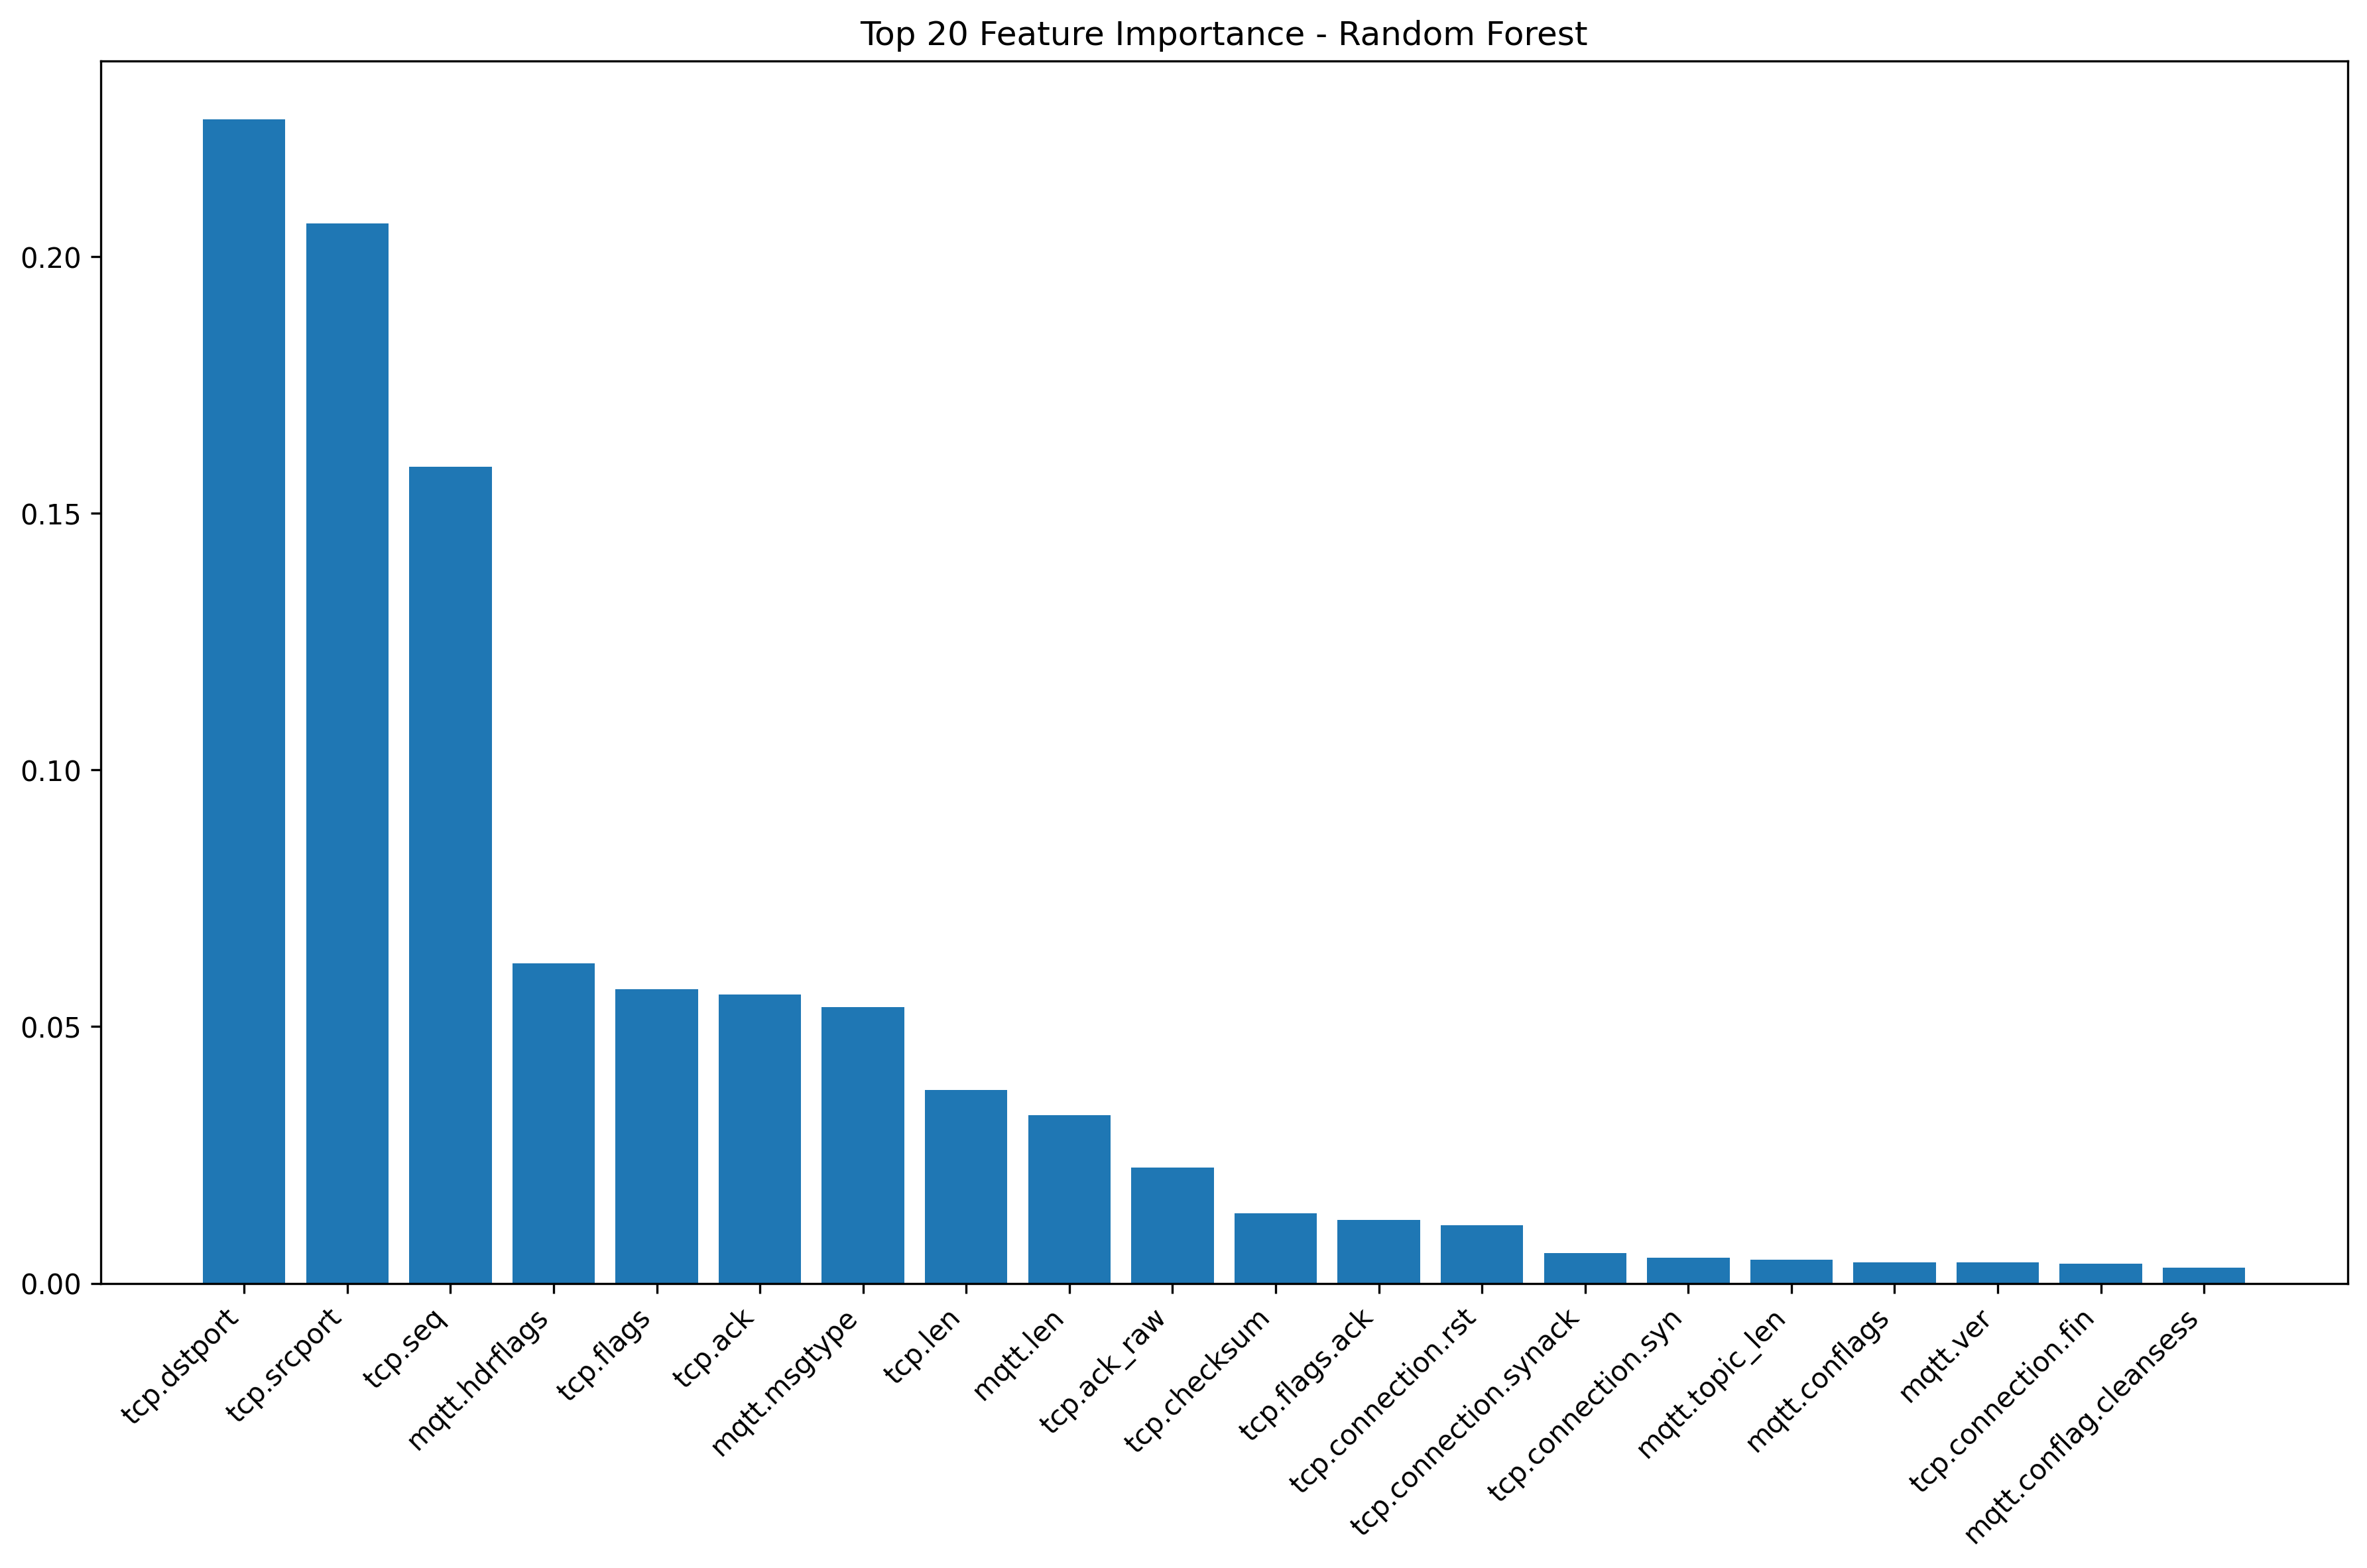 Top 20 Feature Importance - Random Forest
0.20
0.15
0.10
0.05
0.00
tcp.dstport
tcp.srcport
tcp.seq
mqtt.hdrflags
tcp.flags
tcp.ack
mqtt.msgtype
tcp.len
mqtt.len
tcp.ack_raw
tcp.checksum
tcp.flags.ack
tcp.connection.rst
tcp.connection.synack
tcp.connection.syn
mqtt.topic_len
mqtt.conflags
mqtt.ver
tcp.connection.fin
mqtt.conflag.cleansess